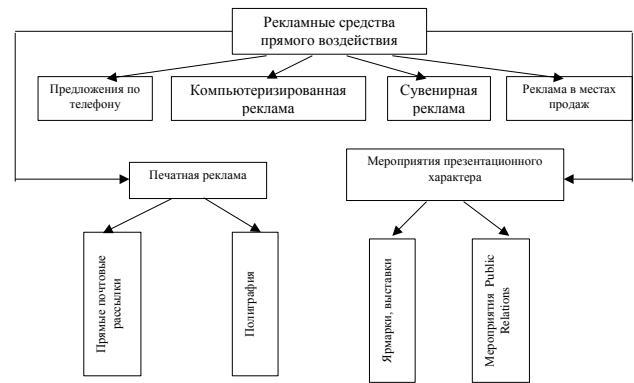 Рекламные средства
прямого воздействия
Предложения по
телефону
Компьютеризированная
реклама
Сувенирная
реклама
Реклама в местах
продаж
Печатная реклама
Мероприятия презентационного
характера
Прямые почтовые
рассылки
Полиграфия
Ярмарки, выставки
Мероприятия Public
Relations